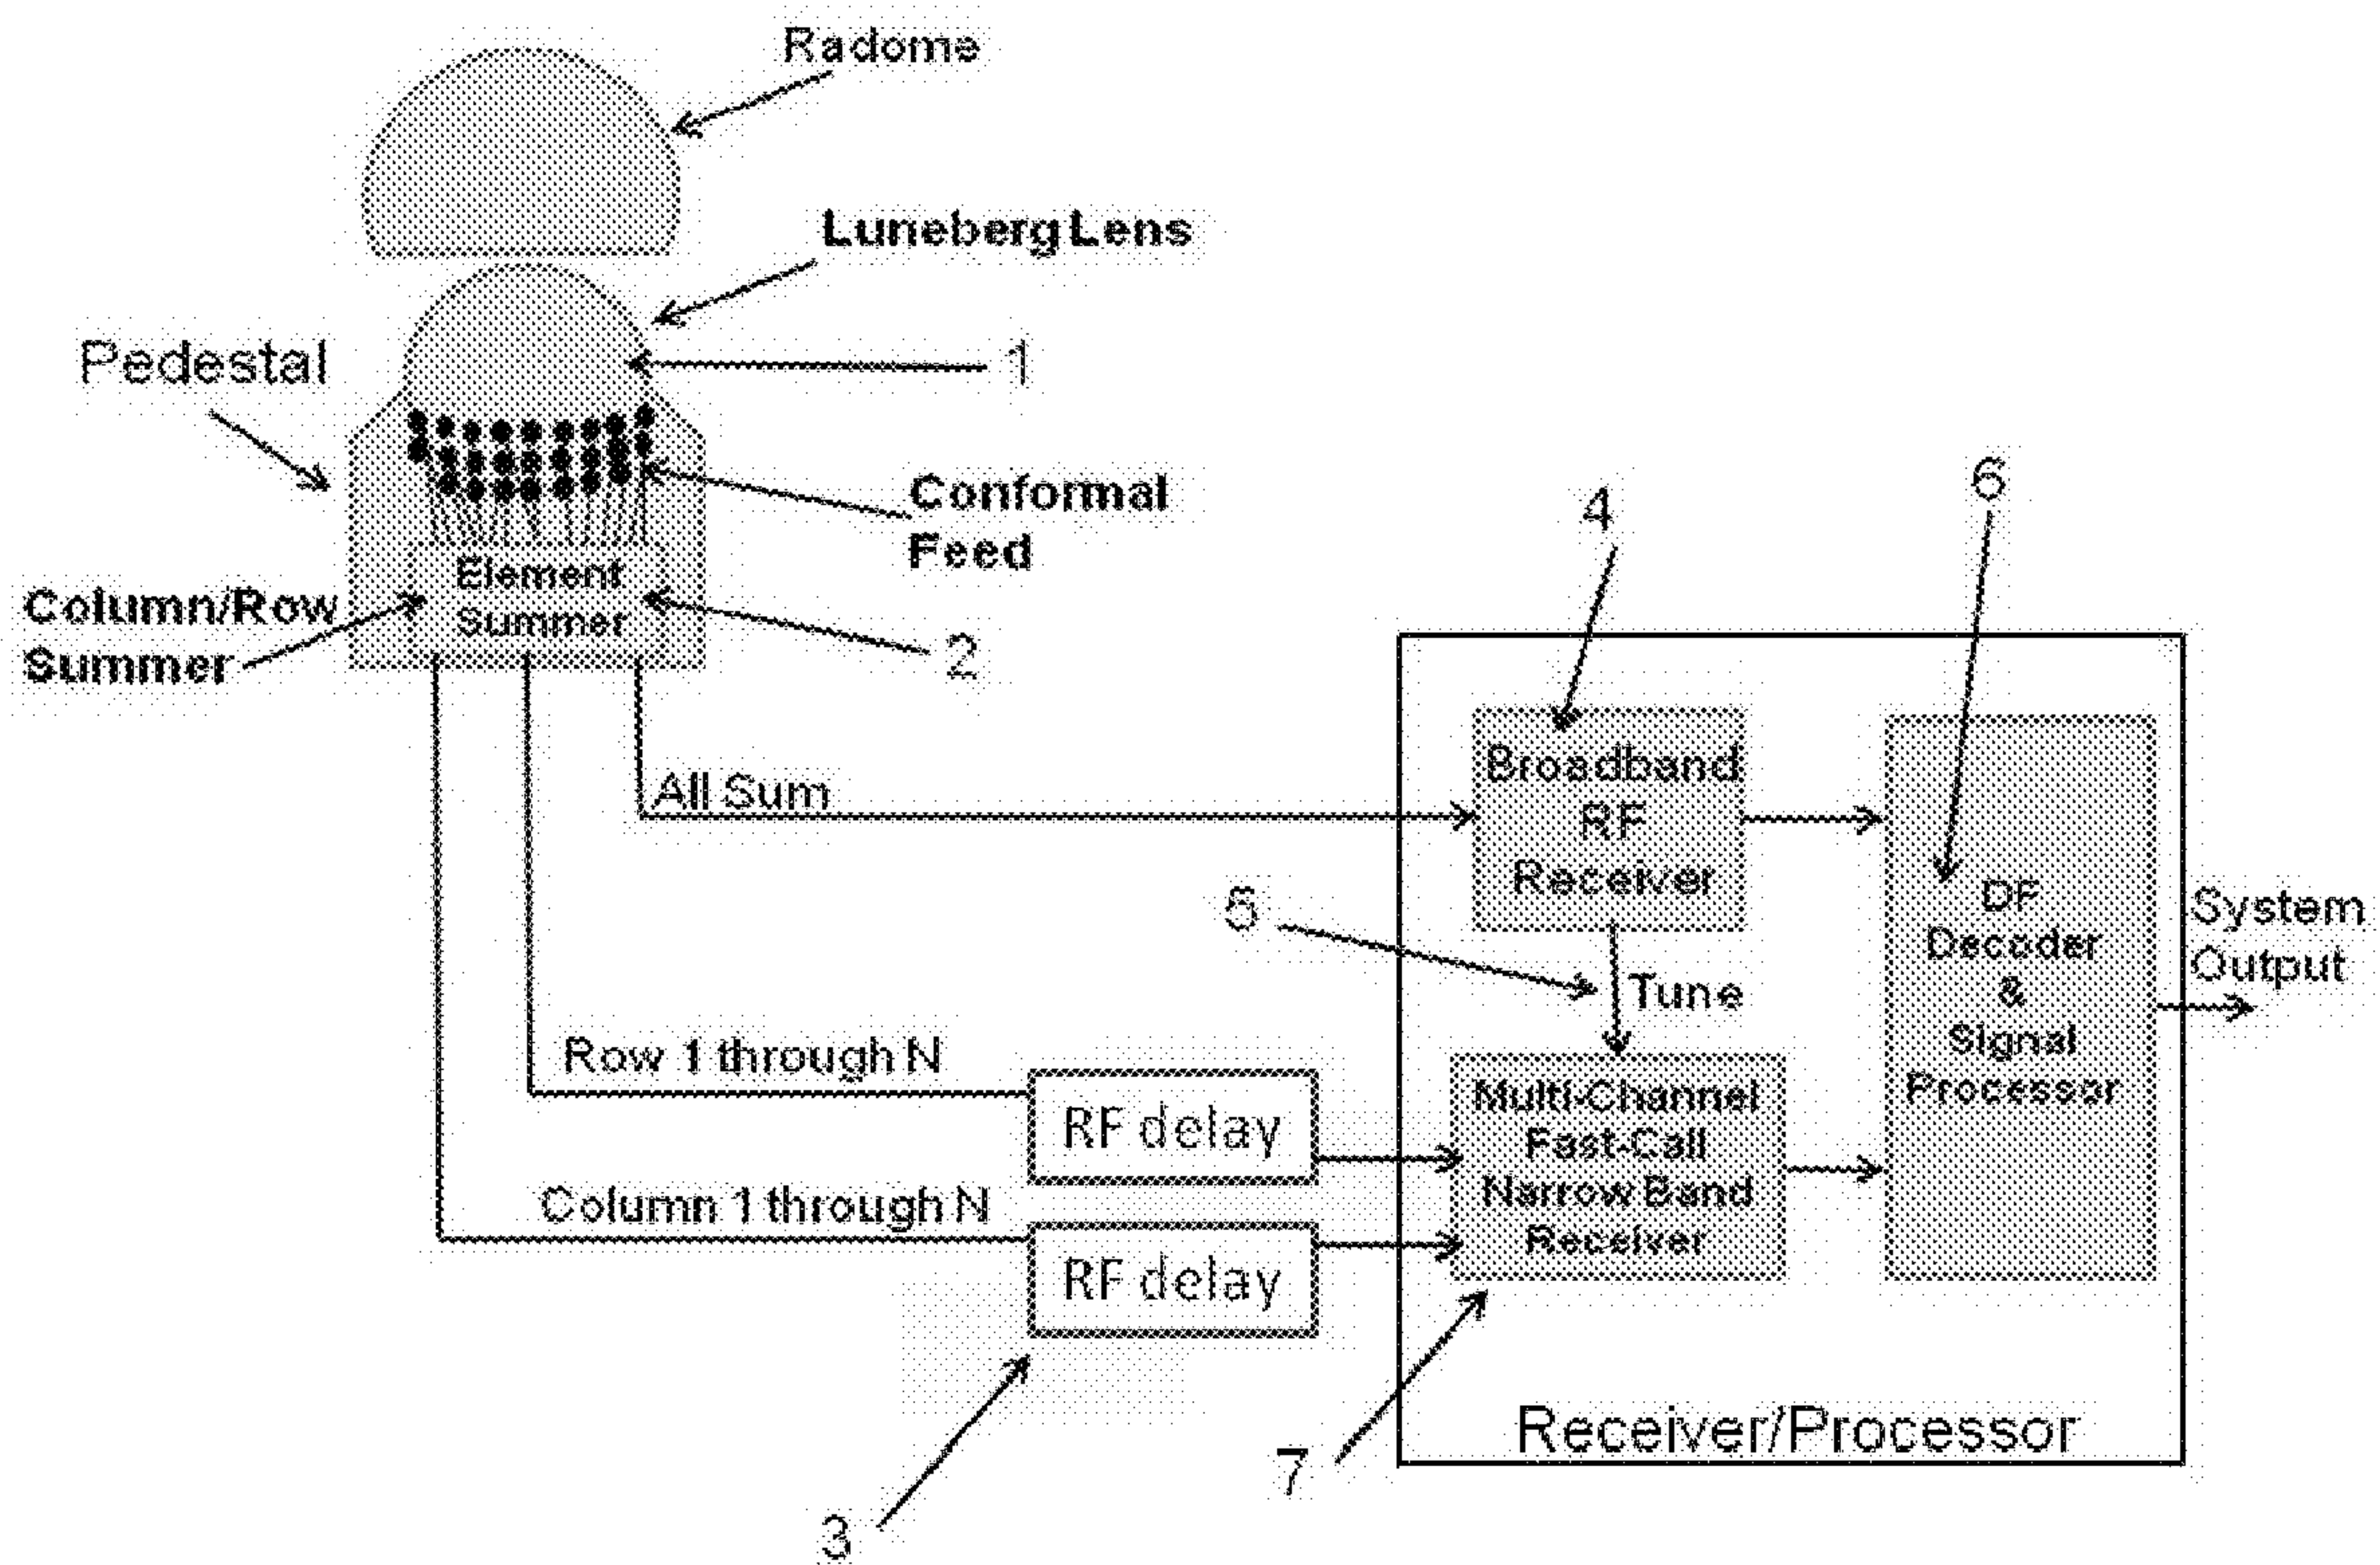 Radome
Luneberg Lens
Pedestal
1
Conformal
Feed
Element
Summer
Column/Row
Summer
2
4
6
All Sum
Broadband
RF
Receiver
5
Tune
DF
Decoder
&
Signal
Processor
System
Output
Row 1 through N
RF delay
Multi-Channel
Fast-Call
Narrow Band
Receiver
Column 1 through N
RF delay
3
7
Receiver/Processor